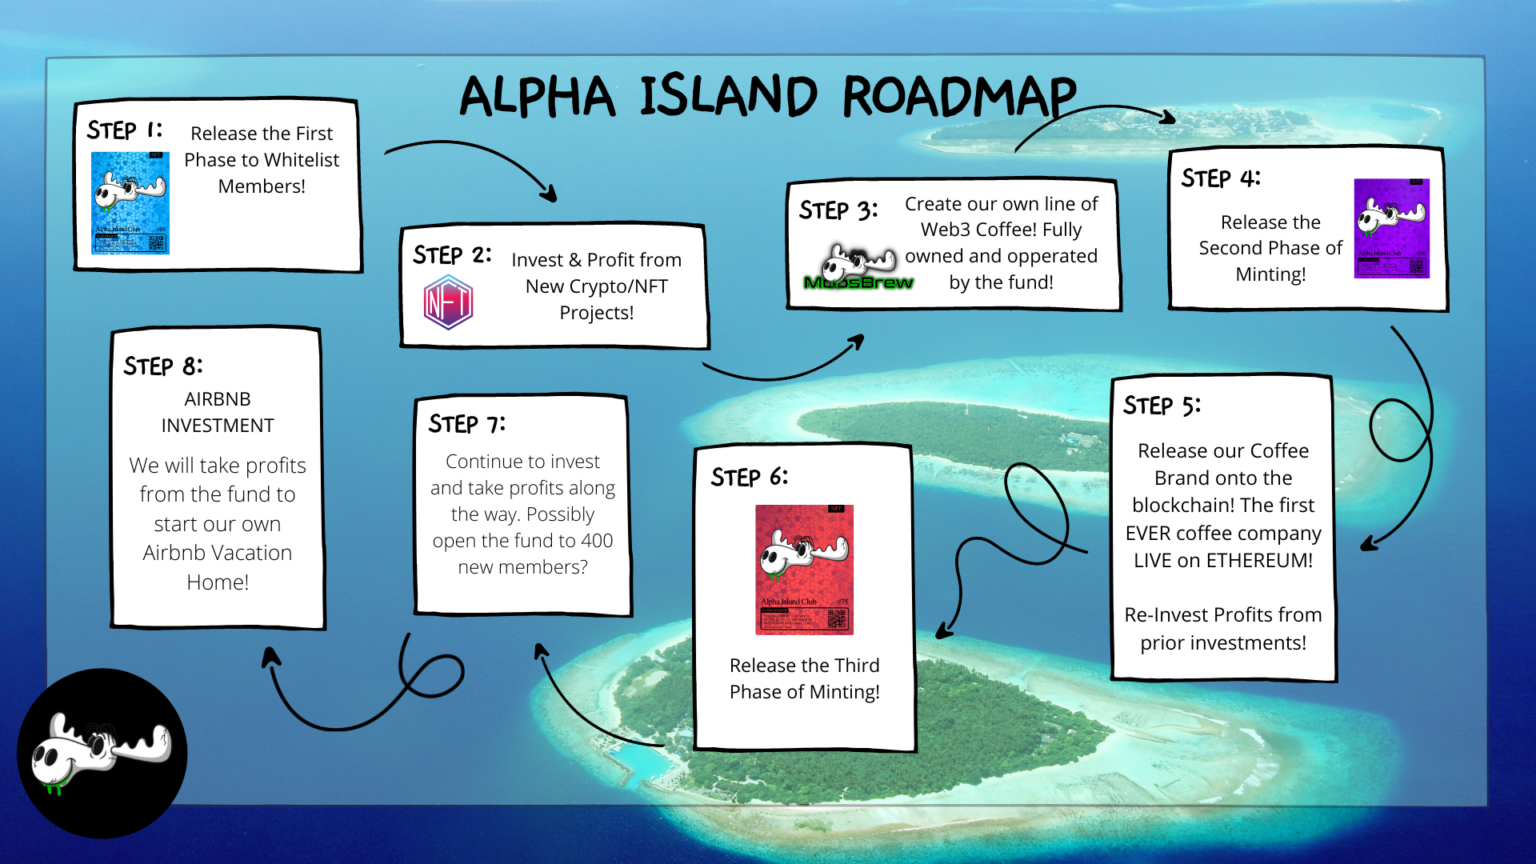 ALPHA ISLAND ROADMAP
STEP 1:
Release the First
Phase to Whitelist
Members!
Alpha Island Club
STEP 2:
NFT
Invest & Profit from
New Crypto/NFT
Projects!
STEP 3:
MoosBrew
Create our own line of
Web3 Coffee! Fully
owned and opperated
by the fund!
STEP 4:
Release the
Second Phase of
Minting!
Alpha Island Club
STEP 5:
Release our Coffee
Brand onto the
blockchain! The first
EVER coffee company
LIVE on ETHEREUM!
Re-Invest Profits from
prior investments!
STEP 6:
NFT
Alpha Island Club /75
Release the Third
Phase of Minting!
STEP 7:
Continue to invest
and take profits along
the way. Possibly
open the fund to 400
new members?
STEP 8:
AIRBNB
INVESTMENT
We will take profits
from the fund to
start our own
Airbnb Vacation
Home!